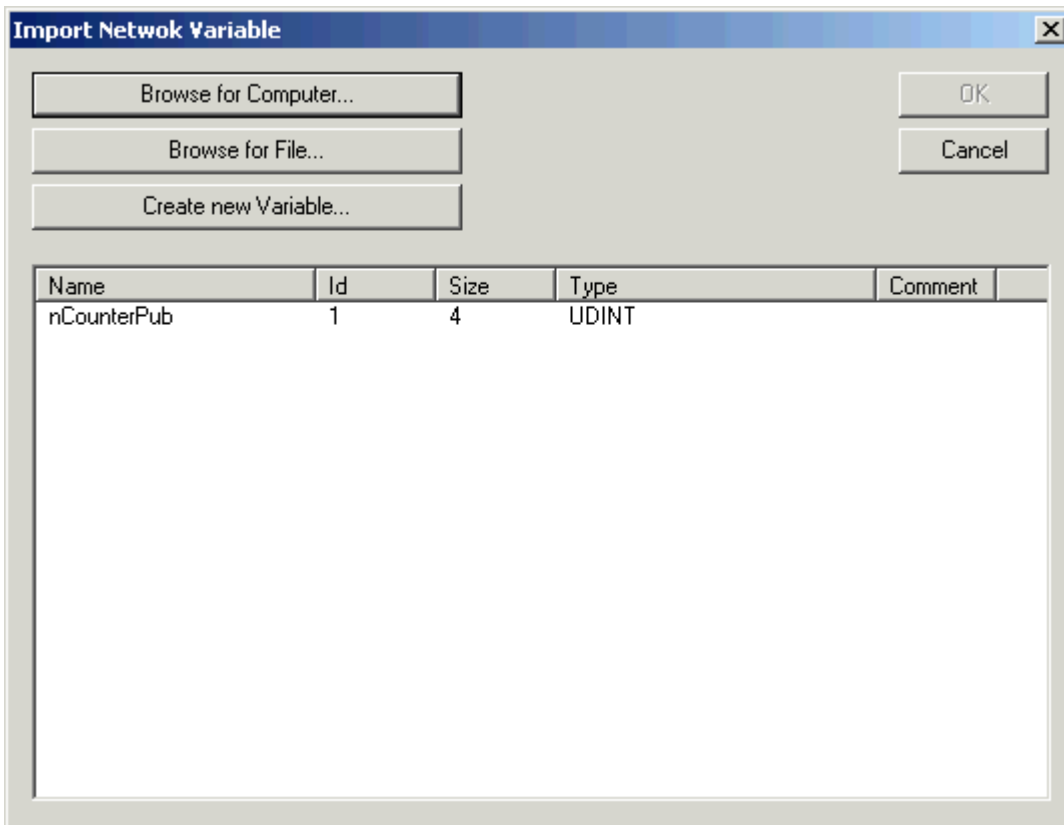 Import Netwok Variable
Browse for Computer...
OK
Browse for File...
Cancel
Create new Variable...
Name Id Size Type Comment
nCounterPub 1 4 UDINT